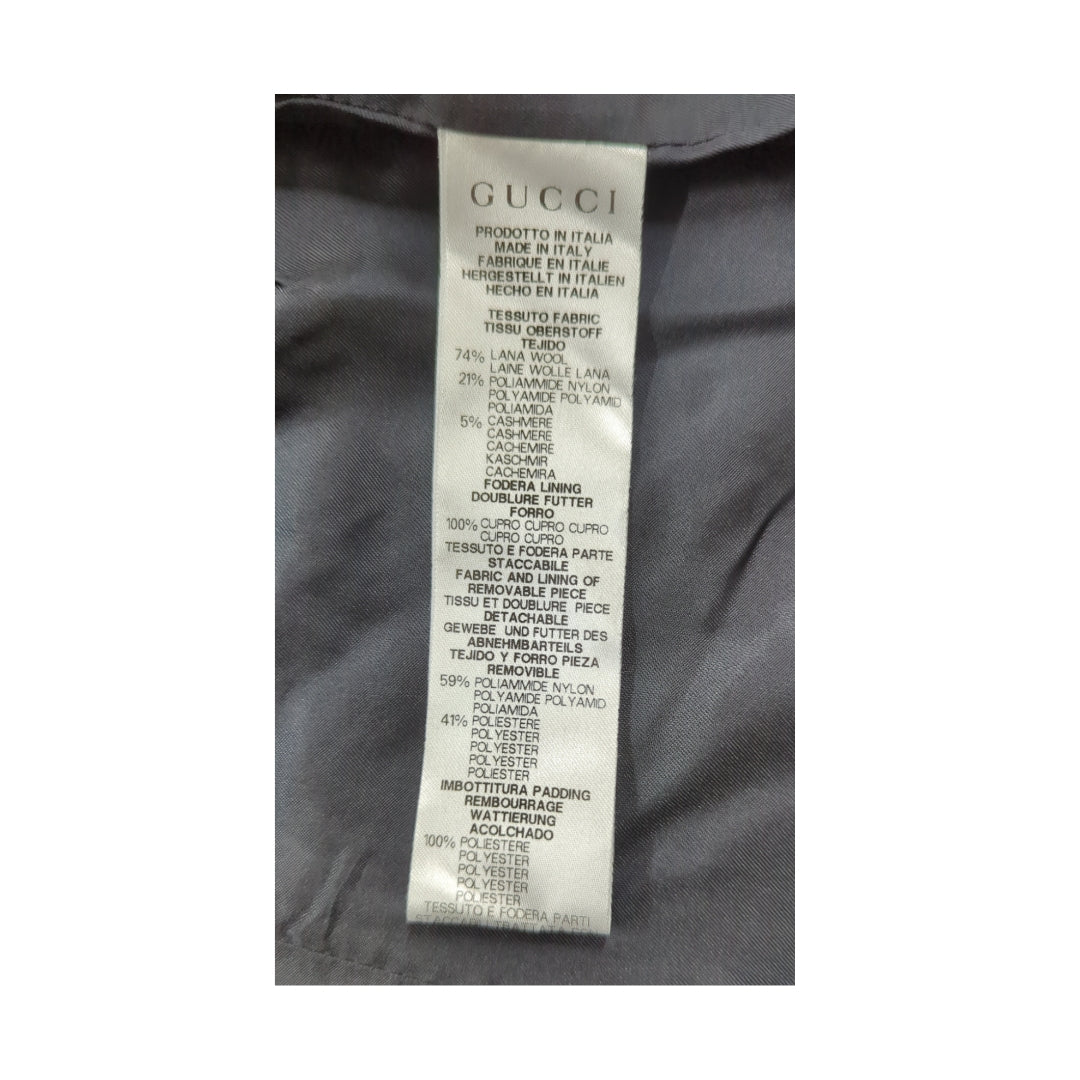 GUCCI
PRODOTTO IN ITALIA
MADE IN ITALY
FABRIQUE EN ITALIE
HERGESTELLT IN ITALIEN
HECHO EN ITALIA
TESSUTO FABRIC
TISSU OBERSTOFF
TEJIDO
74% LANA WOOL
LAINE WOLLE LANA
21% POLIAMMIDE NYLON
POLYAMIDE POLYAMID
POLIAMIDA
5% CASHMERE
CASHMERE
CACHEMIRE
KASCHMIR
CACHEMIRA
FODERA LINING
DOUBLURE FUTTER
FORRO
100% CUPRO CUPRO CUPRO
CUPRO CUPRO
TESSUTO E FODERA PARTE
STACCABILE
FABRIC AND LINING OF
REMOVABLE PIECE
TISSU ET DOUBLURE PIECE
DETACHABLE
GEWEBE UND FUTTER DES
ABNEHMBARTEILS
TEJIDO Y FORRO PIEZA
REMOVIBLE
59% POLIAMMIDE NYLON
POLYAMIDE POLYAMID
POLIAMIDA
41% POLIESTERE
POLYESTER
POLYESTER
POLYESTER
POLIESTER
IMBOTTITURA PADDING
REMBOURRAGE
WATTIERUNG
ACOLCHADO
100% POLIESTERE
POLYESTER
POLYESTER
POLYESTER
POLIESTER
TESSUTO E FODERA PARTI
STACCABILI TRATTATA